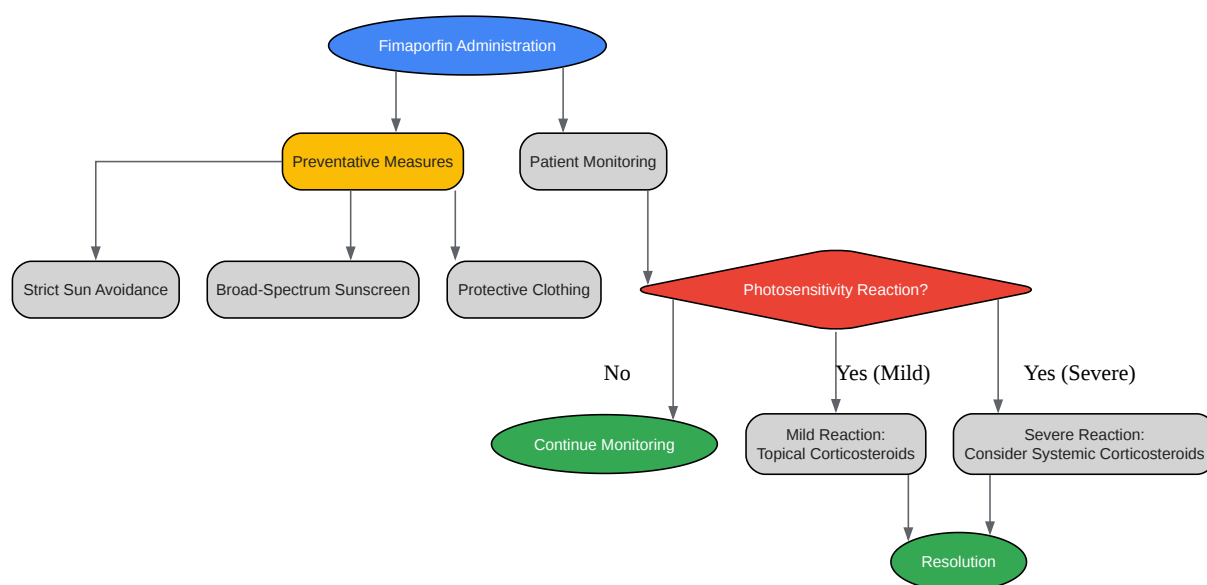 Fimaporfin Administration
Preventative Measures
Patient Monitoring
Strict Sun Avoidance
Broad-Spectrum Sunscreen
Protective Clothing
Photosensitivity Reaction?
No
Yes (Mild)
Yes (Severe)
Continue Monitoring
Mild Reaction:
Topical Corticosteroids
Severe Reaction:
Consider Systemic Corticosteroids
Resolution